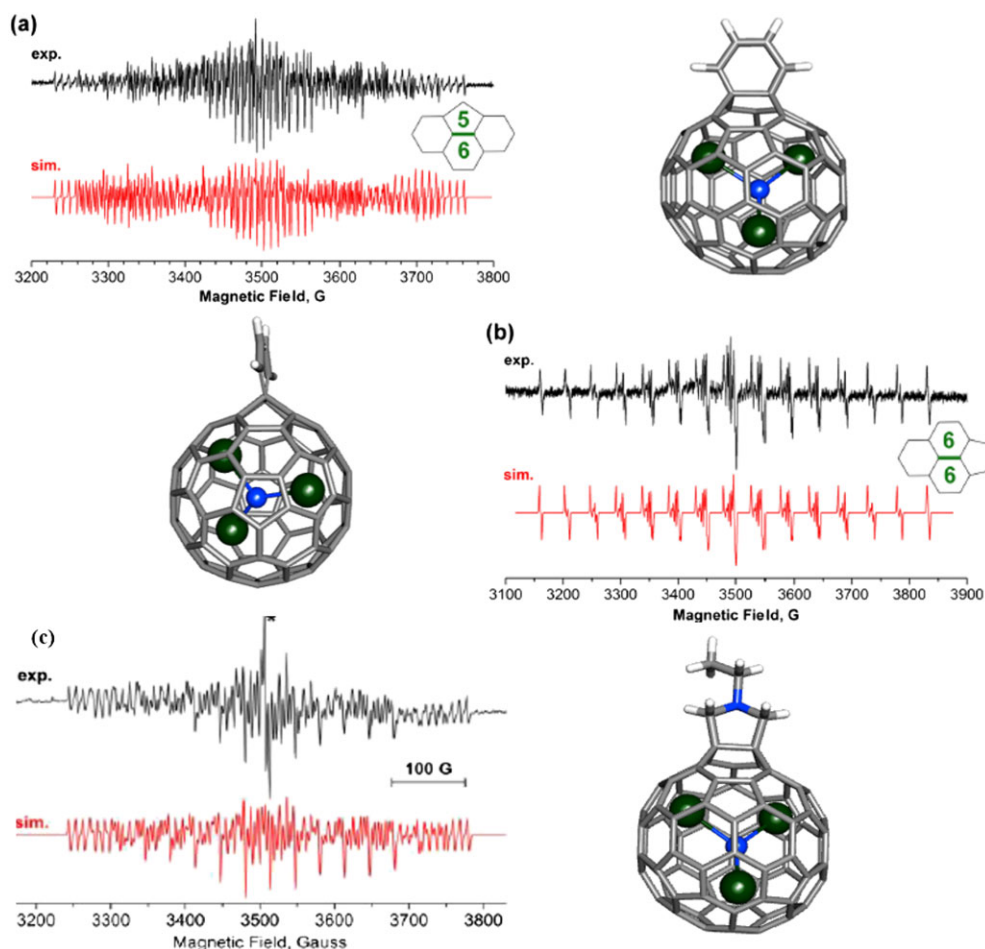 (a)
exp.
5
6
sim.
3200 3300 3400 3500 3600 3700 3800
Magnetic Field, G
(b)
exp.
6
6
sim.
3100 3200 3300 3400 3500 3600 3700 3800 3900
Magnetic Field, G
(c)
*
exp.
100 G
sim.
3200 3300 3400 3500 3600 3700 3800
Magnetic Field, Gauss